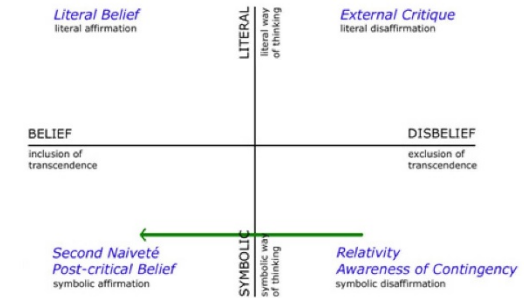 Literal Belief
literal affirmation
LITERAL
literal way
of thinking
External Critique
literal disaffirmation
BELIEF
inclusion of
transcendence
DISBELIEF
exclusion of
transcendence
Second Naiveté
Post-critical Belief
symbolic affirmation
SYMBOLIC
symbolic way
of thinking
Relativity
Awareness of Contingency
symbolic disaffirmation